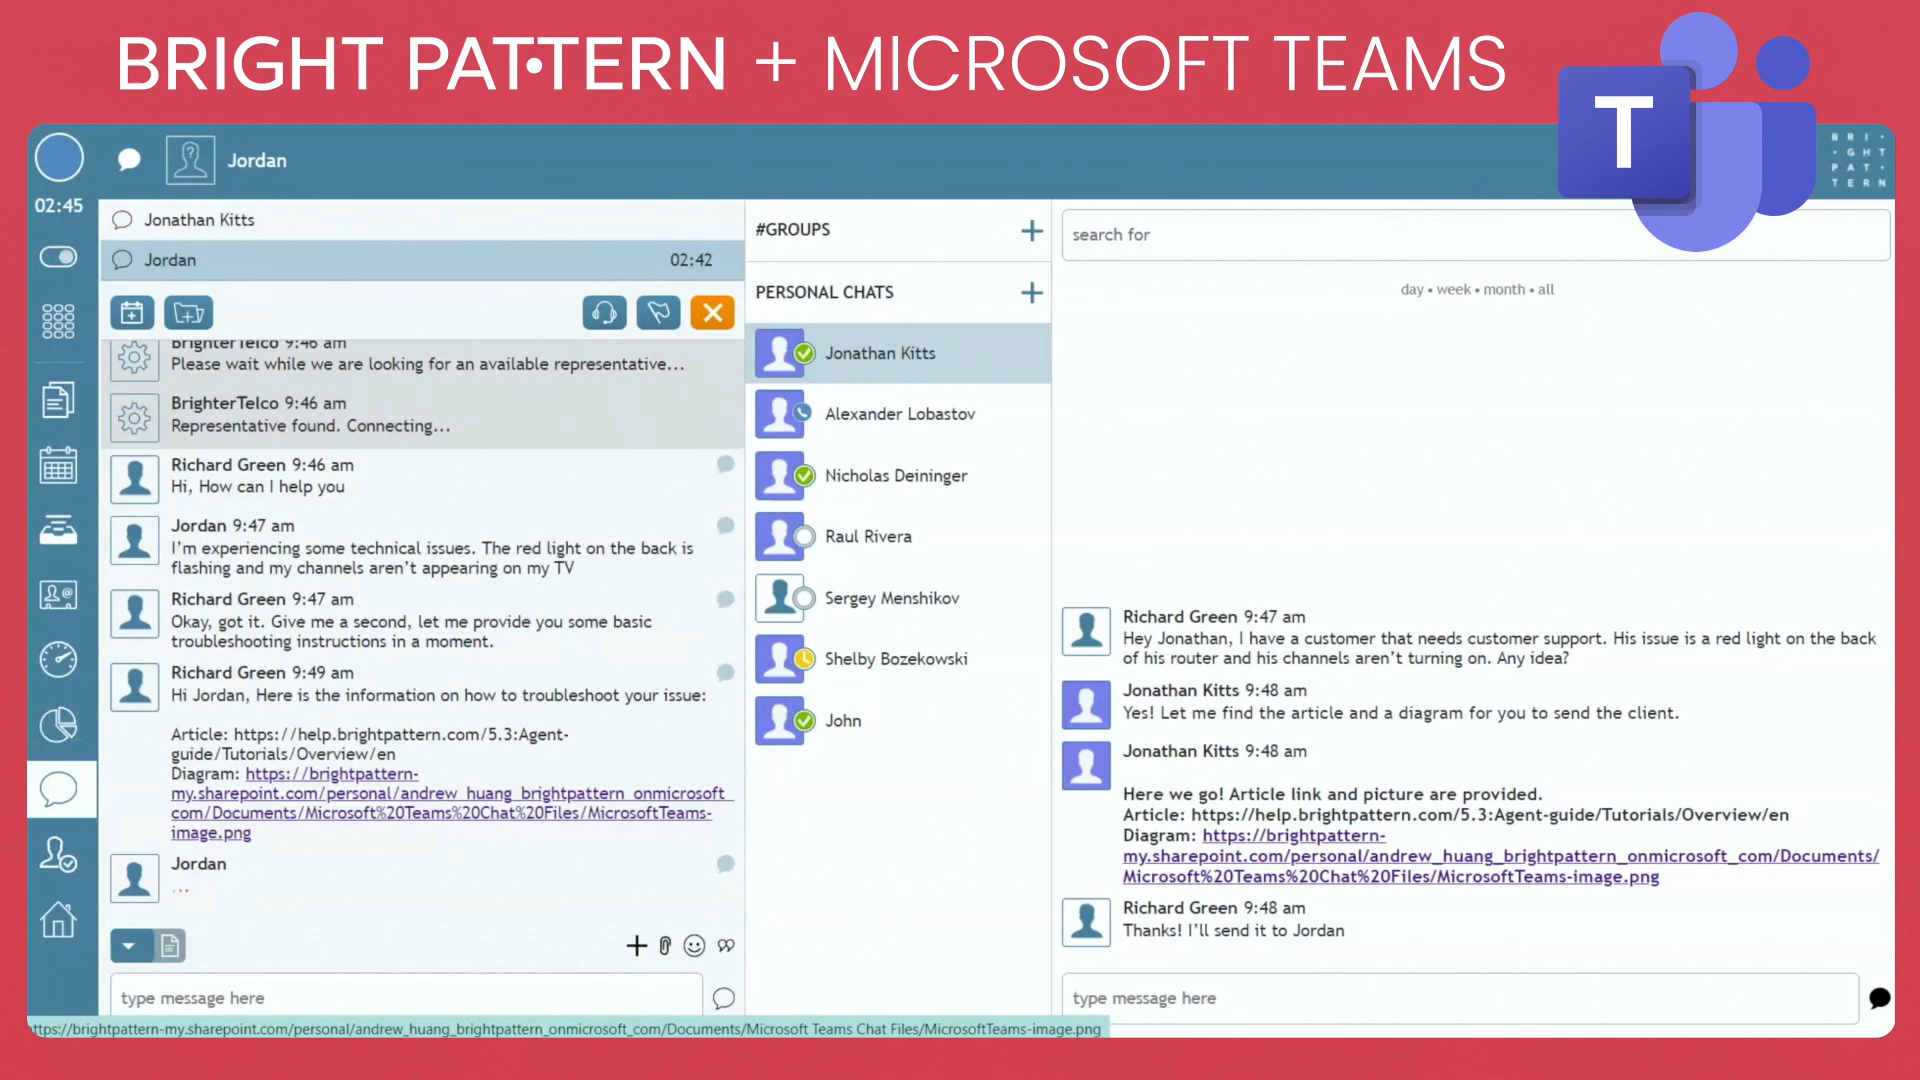 BRIGHT PAT•TERN + MICROSOFT TEAMS
T
B R I •
• G H T
P A T •
T E R N
Jordan
02:45
Jonathan Kitts
Jordan 02:42
BrighterTelco 9:46 am
Please wait while we are looking for an available representative...
BrighterTelco 9:46 am
Representative found. Connecting...
Richard Green 9:46 am
Hi, How can I help you
Jordan 9:47 am
I'm experiencing some technical issues. The red light on the back is
flashing and my channels aren't appearing on my TV
Richard Green 9:47 am
Okay, got it. Give me a second, let me provide you some basic
troubleshooting instructions in a moment.
Richard Green 9:49 am
Hi Jordan, Here is the information on how to troubleshoot your issue:
Article: https://help.brightpattern.com/5.3:Agent-
guide/Tutorials/Overview/en
Diagram: https://brightpattern-
my.sharepoint.com/personal/andrew_huang_brightpattern_onmicrosoft_
com/Documents/Microsoft%20Teams%20Chat%20Files/MicrosoftTeams-
image.png
Jordan
...
type message here
#GROUPS
PERSONAL CHATS
Jonathan Kitts
Alexander Lobastov
Nicholas Deininger
Raul Rivera
Sergey Menshikov
Shelby Bozekowski
John
search for
day • week • month • all
Richard Green 9:47 am
Hey Jonathan, I have a customer that needs customer support. His issue is a red light on the back
of his router and his channels aren't turning on. Any idea?
Jonathan Kitts 9:48 am
Yes! Let me find the article and a diagram for you to send the client.
Jonathan Kitts 9:48 am
Here we go! Article link and picture are provided.
Article: https://help.brightpattern.com/5.3:Agent-guide/Tutorials/Overview/en
Diagram: https://brightpattern-
my.sharepoint.com/personal/andrew_huang_brightpattern_onmicrosoft_com/Documents/
Microsoft%20Teams%20Chat%20Files/MicrosoftTeams-image.png
Richard Green 9:48 am
Thanks! I'll send it to Jordan
type message here
ttps://brightpattern-my.sharepoint.com/personal/andrew_huang_brightpattern_onmicrosoft_com/Documents/Microsoft Teams Chat Files/MicrosoftTeams-image.png